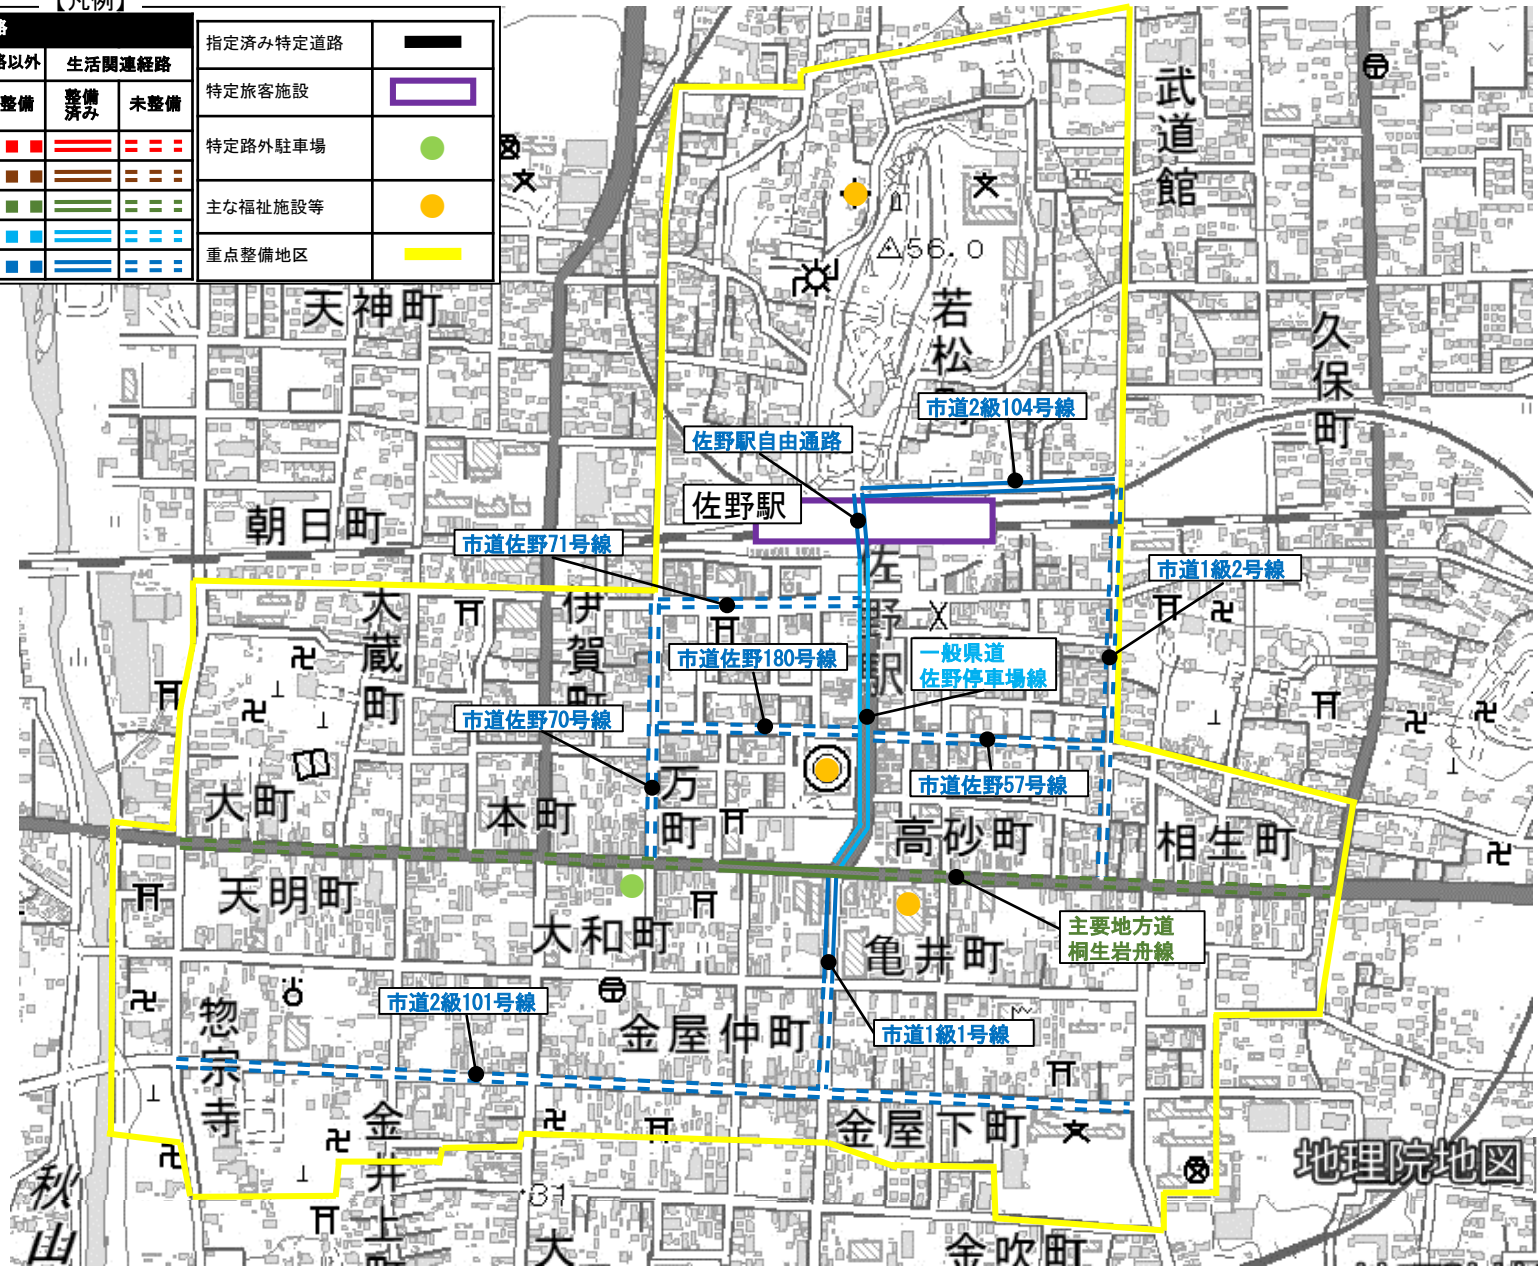 【凡例】
路
路以外
生活関連経路
整備
整備
済み
未整備
指定済み特定道路
特定旅客施設
特定路外駐車場
主な福祉施設等
重点整備地区
武道館
56.0
天神町
若松町
久保町
市道2級104号線
佐野駅自由通路
佐野駅
朝日町
市道佐野71号線
佐野駅
市道1級2号線
大蔵町
伊賀町
市道佐野180号線
一般県道
佐野停車場線
市道佐野70号線
万町
市道佐野57号線
大町
本町
高砂町
相生町
天明町
大和町
亀井町
主要地方道
桐生岩舟線
惣宗寺
市道2級101号線
金屋仲町
市道1級1号線
金井上町
金屋下町
地理院地図
秋山
31
大
金吹町